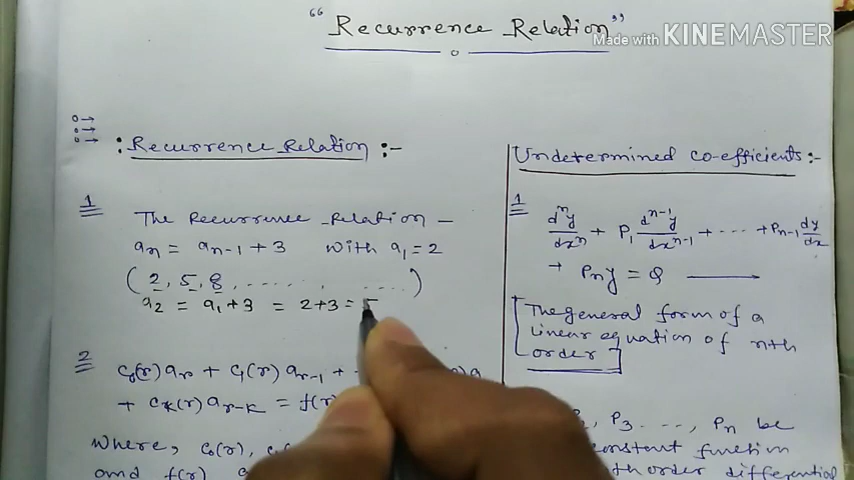 “Recurrence Relation”
Made with KINEMASTER
: Recurrence Relation :-
1
The Recurrence Relation -
aₙ = aₙ₋₁ + 3 with a₁ = 2
(2, 5, 8, ....... , .....)
a₂ = a₁ + 3 = 2+3 = 5
2
c₀(r) aᵣ + c₁(r) aᵣ₋₁ +
+ cₖ(r) aᵣ₋ₖ = f(r)
where, c₀(r),
and f(r)
Undetermined co-efficients :-
1
dⁿy/dxⁿ + P₁ dⁿ⁻¹y/dxⁿ⁻¹ + ---- + Pₙ₋₁ dy/dx
+ Pₙy = Q
[The general form of a
linear equation of nth
order]
P₃ ....., Pₙ be
constant function
order differential